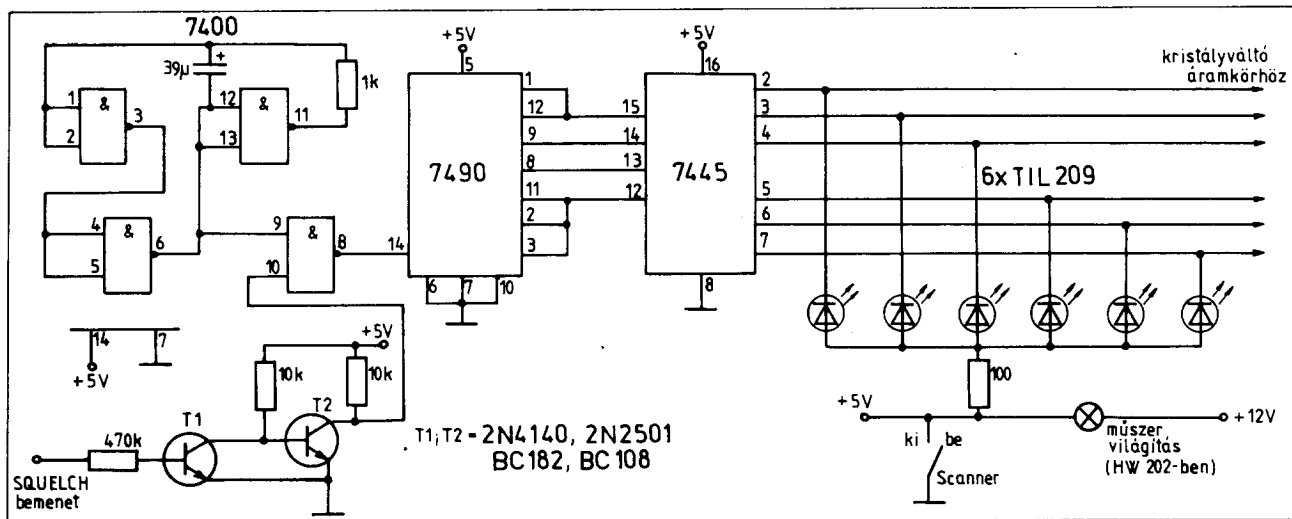 7400
39µ
+
1k
1
2
&
3
12
13
&
11
4
5
&
6
9
10
&
8
14
+5V
7
+5V
5
7490
14
1
12
9
8
11
2
3
6
7
10
+5V
16
7445
15
14
13
12
2
3
4
5
6
7
8
kristályváltó
áramkörhöz
6x TIL 209
100
+5V
ki
be
Scanner
műszer
világítás
(HW 202-ben)
+12V
10k
10k
+5V
T1
T2
470k
SQUELCH
bemenet
T1; T2 = 2N4140, 2N2501
BC182, BC108